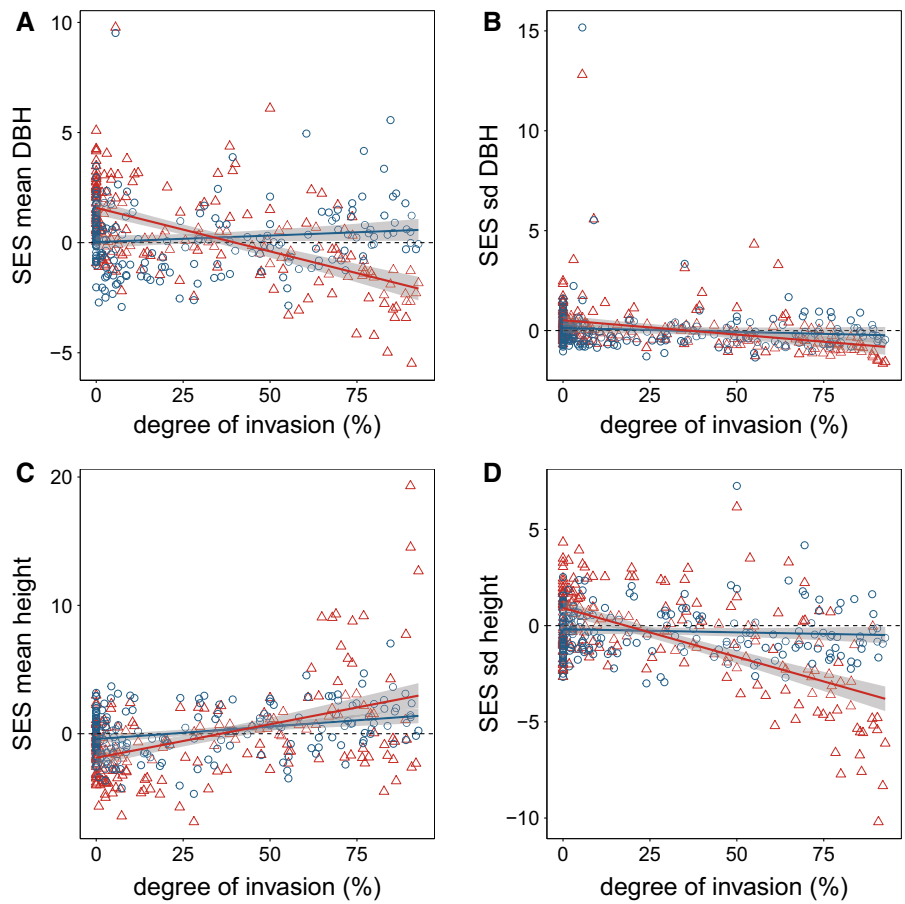 A
SES mean DBH
10
5
0
−5
0 25 50 75
degree of invasion (%)
B
SES sd DBH
15
10
5
0
0 25 50 75
degree of invasion (%)
C
SES mean height
20
10
0
0 25 50 75
degree of invasion (%)
D
SES sd height
5
0
−5
−10
0 25 50 75
degree of invasion (%)